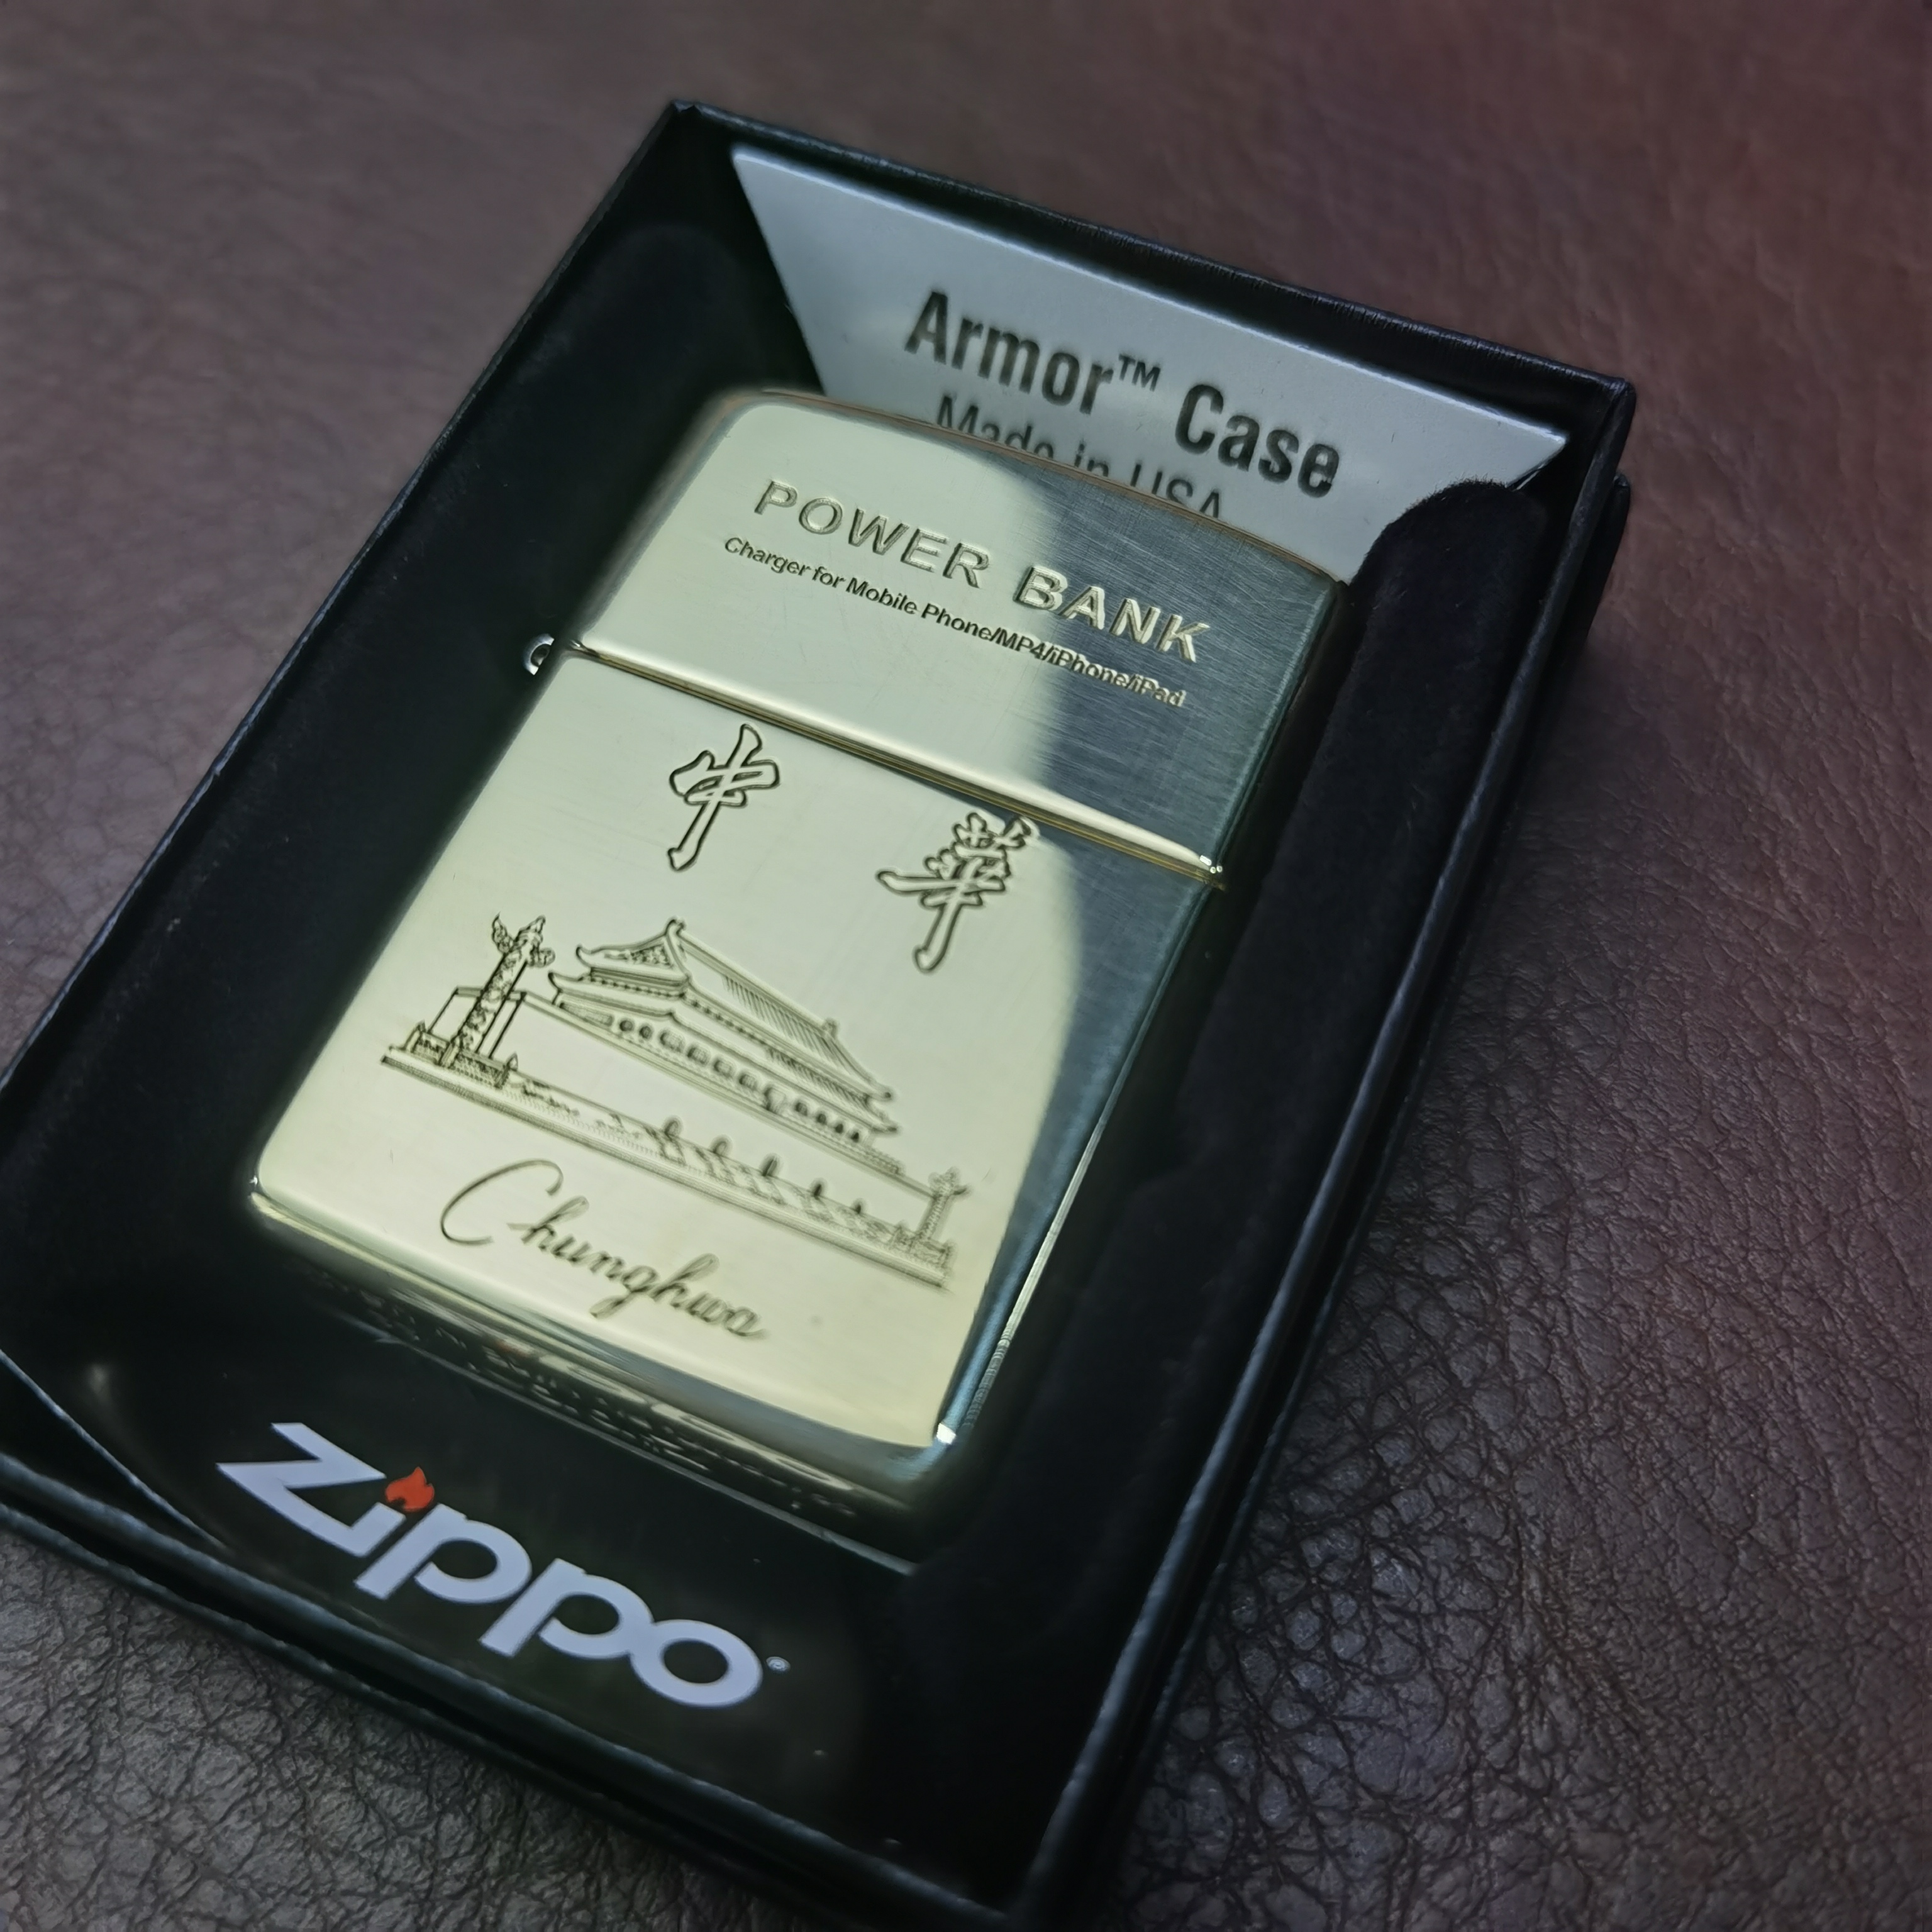 Armor™ Case
Made in USA
POWER BANK
Charger for Mobile Phone/MP4/iPhone/iPad
中華
Chunghwa
Zippo®